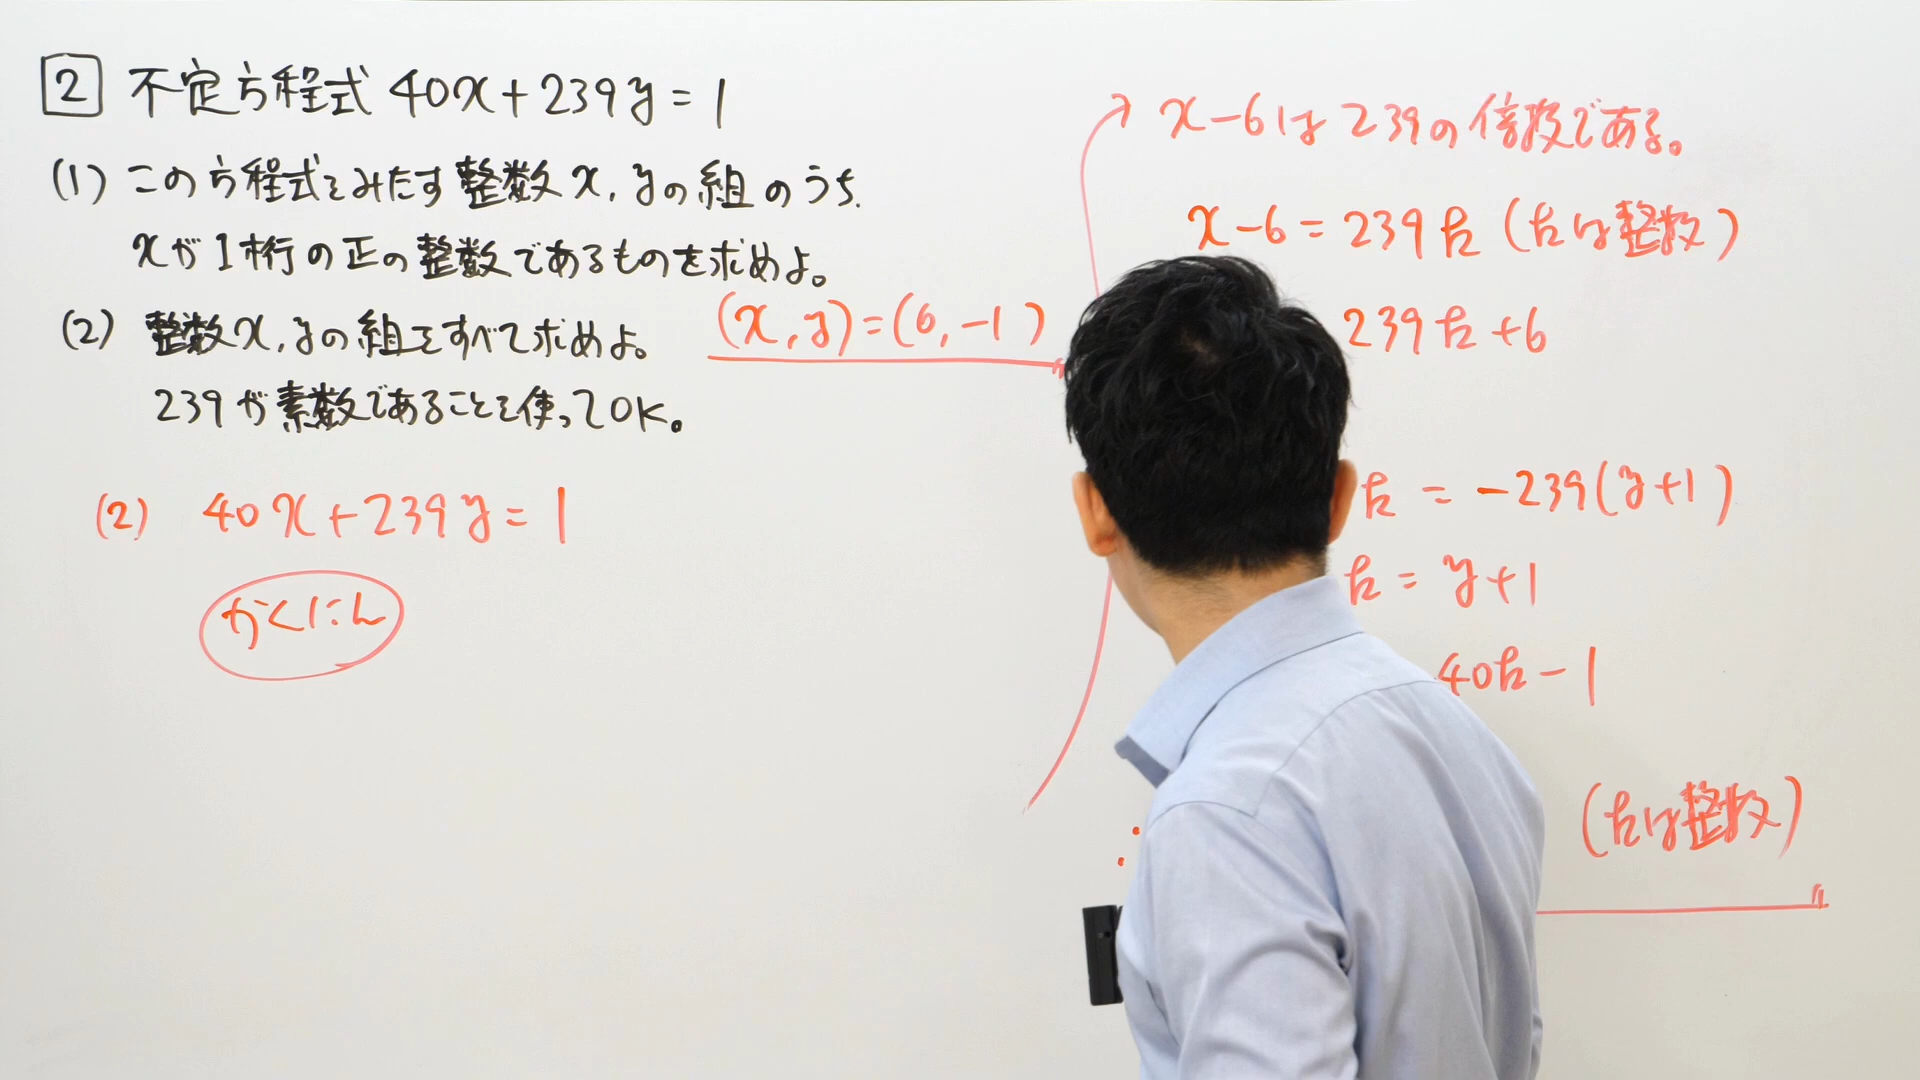 2 不定方程式 40x+239y=1
(1) この方程式をみたす整数x, yの組のうち、
xが1桁の正の整数であるものを求めよ。
(x, y)=(6, -1)
(2) 整数x, yの組をすべて求めよ。
239が素数であることを使ってOK。
(2) 40x+239y=1
かくにん
x-6は239の倍数である。
x-6=239k (kは整数)
239k+6
k = -239(y+1)
k = y+1
40k-1
(kは整数)